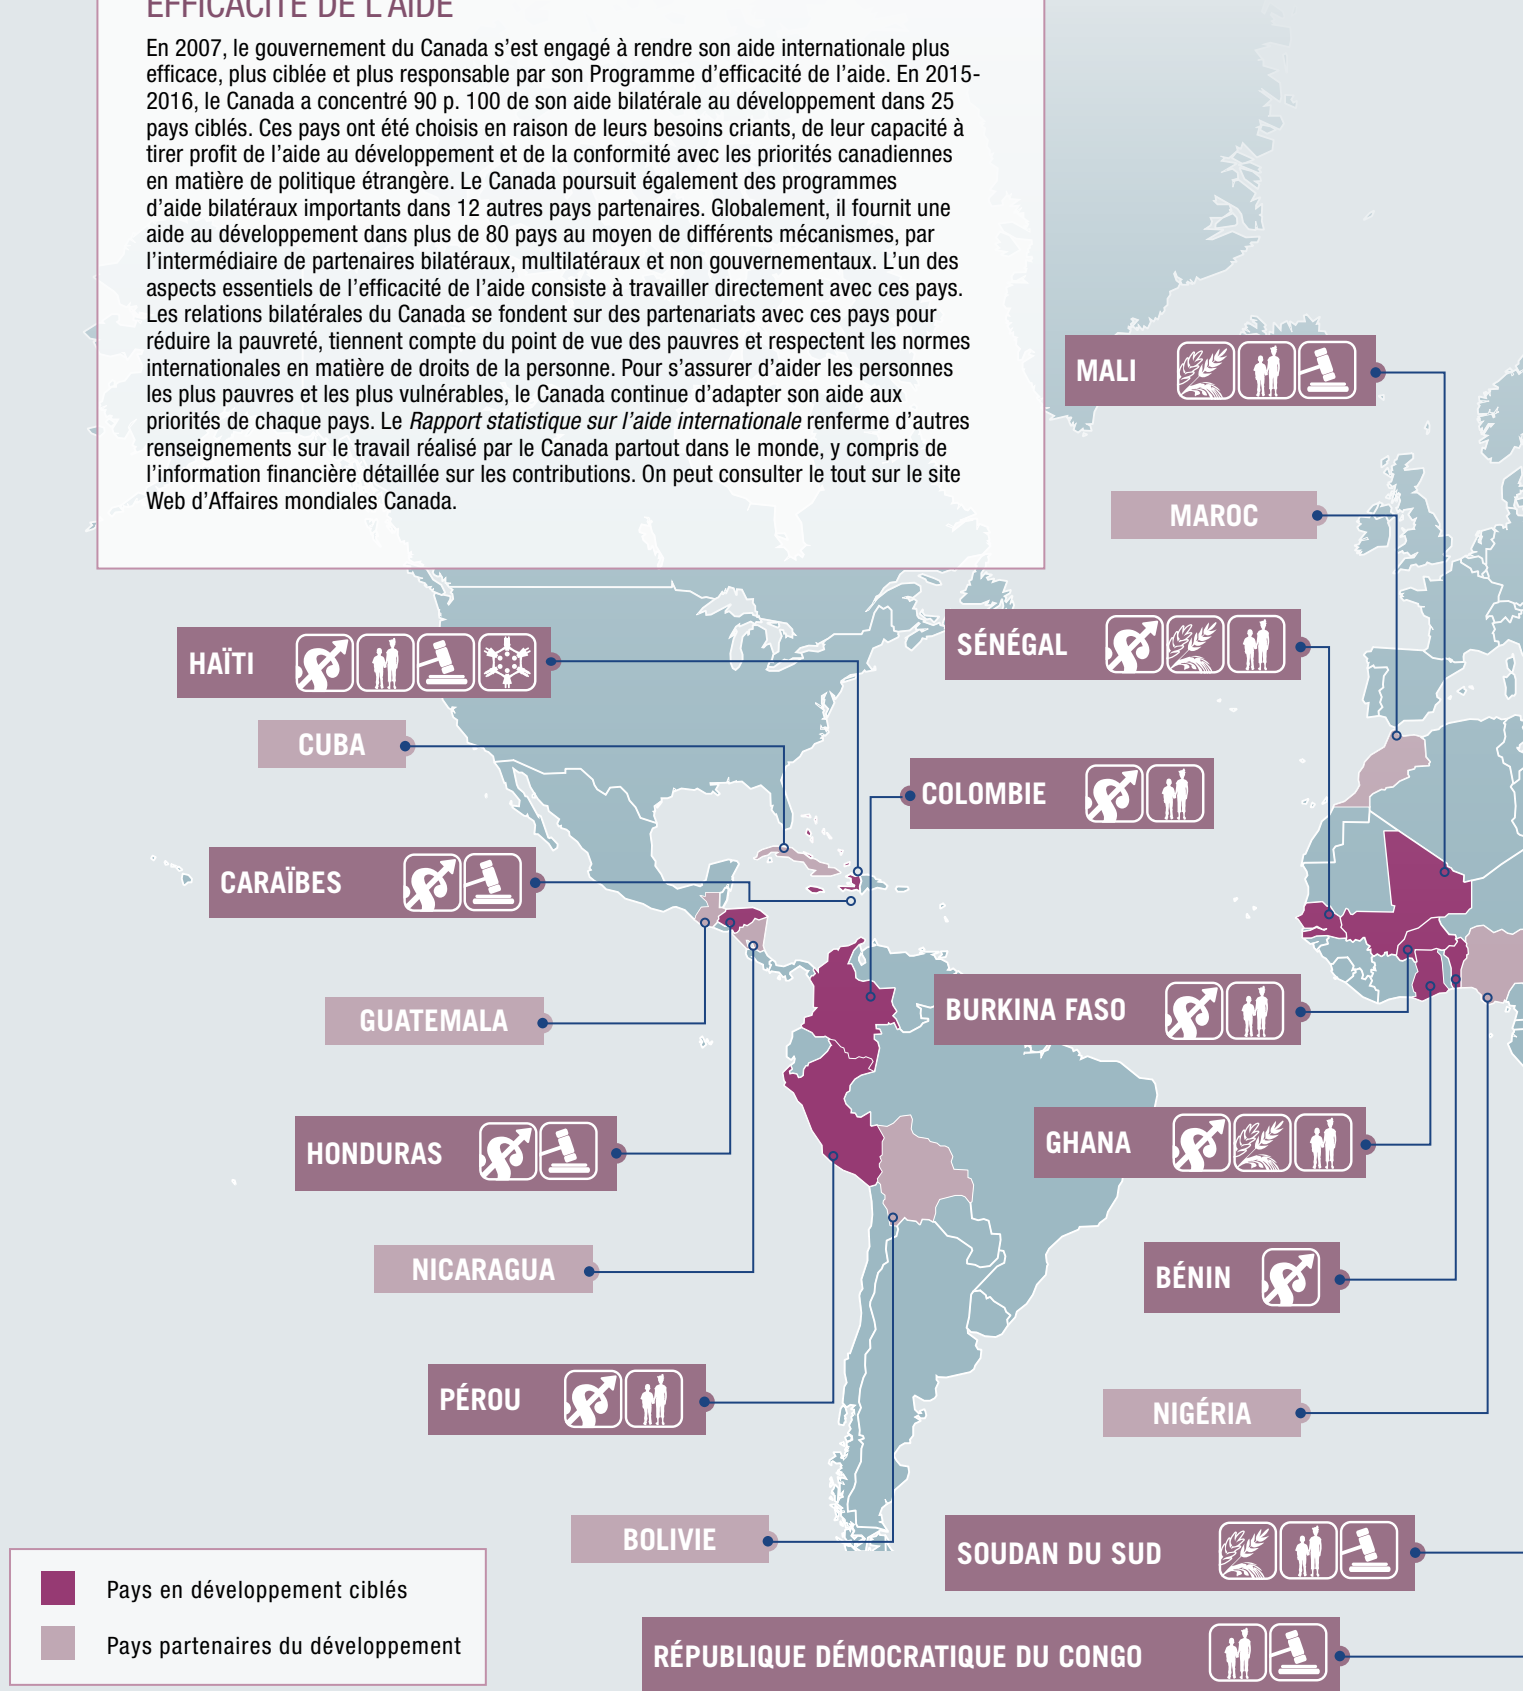 EFFICACITÉ DE L'AIDE
En 2007, le gouvernement du Canada s'est engagé à rendre son aide internationale plus
efficace, plus ciblée et plus responsable par son Programme d'efficacité de l'aide. En 2015-
2016, le Canada a concentré 90 p. 100 de son aide bilatérale au développement dans 25
pays ciblés. Ces pays ont été choisis en raison de leurs besoins criants, de leur capacité à
tirer profit de l'aide au développement et de la conformité avec les priorités canadiennes
en matière de politique étrangère. Le Canada poursuit également des programmes
d'aide bilatéraux importants dans 12 autres pays partenaires. Globalement, il fournit une
aide au développement dans plus de 80 pays au moyen de différents mécanismes, par
l'intermédiaire de partenaires bilatéraux, multilatéraux et non gouvernementaux. L'un des
aspects essentiels de l'efficacité de l'aide consiste à travailler directement avec ces pays.
Les relations bilatérales du Canada se fondent sur des partenariats avec ces pays pour
réduire la pauvreté, tiennent compte du point de vue des pauvres et respectent les normes
internationales en matière de droits de la personne. Pour s'assurer d'aider les personnes
les plus pauvres et les plus vulnérables, le Canada continue d'adapter son aide aux
priorités de chaque pays. Le Rapport statistique sur l'aide internationale renferme d'autres
renseignements sur le travail réalisé par le Canada partout dans le monde, y compris de
l'information financière détaillée sur les contributions. On peut consulter le tout sur le site
Web d'Affaires mondiales Canada.
MALI
MAROC
SÉNÉGAL
HAÏTI
CUBA
COLOMBIE
CARAÏBES
GUATEMALA
BURKINA FASO
HONDURAS
GHANA
NICARAGUA
BÉNIN
PÉROU
NIGÉRIA
BOLIVIE
SOUDAN DU SUD
Pays en développement ciblés
Pays partenaires du développement
RÉPUBLIQUE DÉMOCRATIQUE DU CONGO